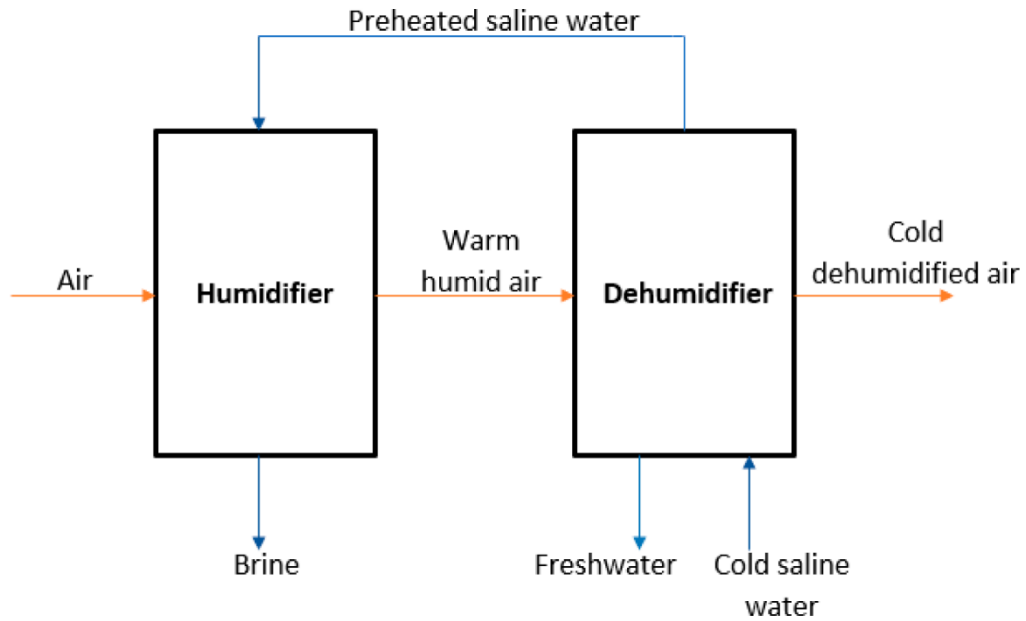 Preheated saline water
Air
Humidifier
Warm
humid air
Dehumidifier
Cold
dehumidified air
Brine
Freshwater
Cold saline
water